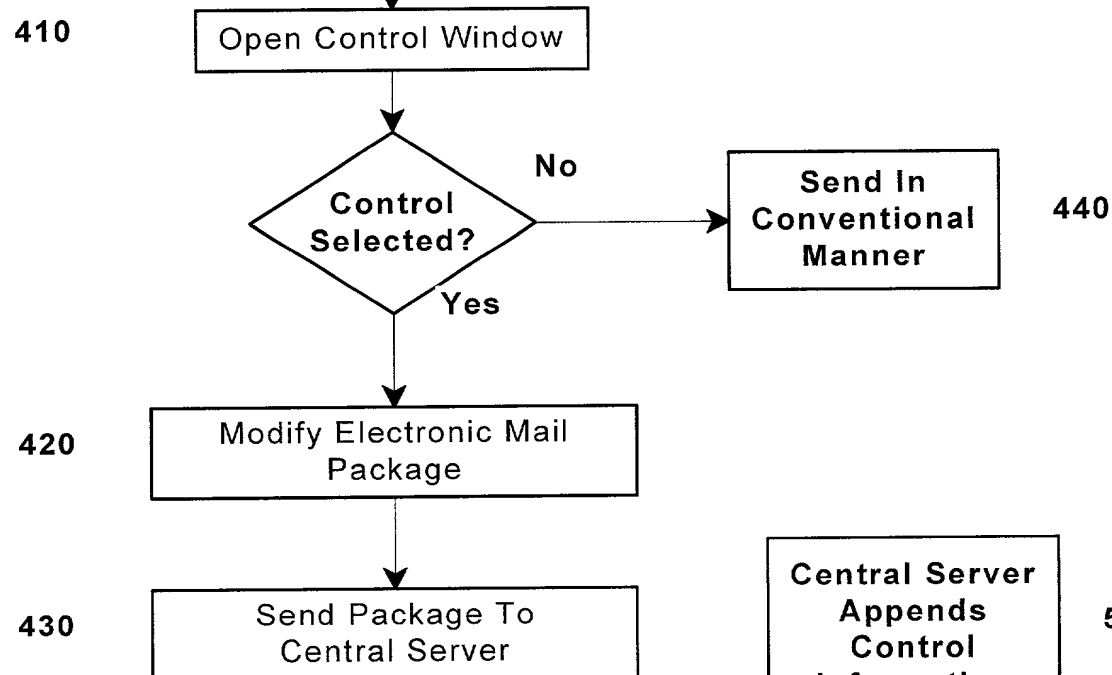 410
Open Control Window
No
Control
Selected?
Send In
Conventional
Manner
440
Yes
420
Modify Electronic Mail
Package
430
Send Package To
Central Server
Central Server
Appends
Control